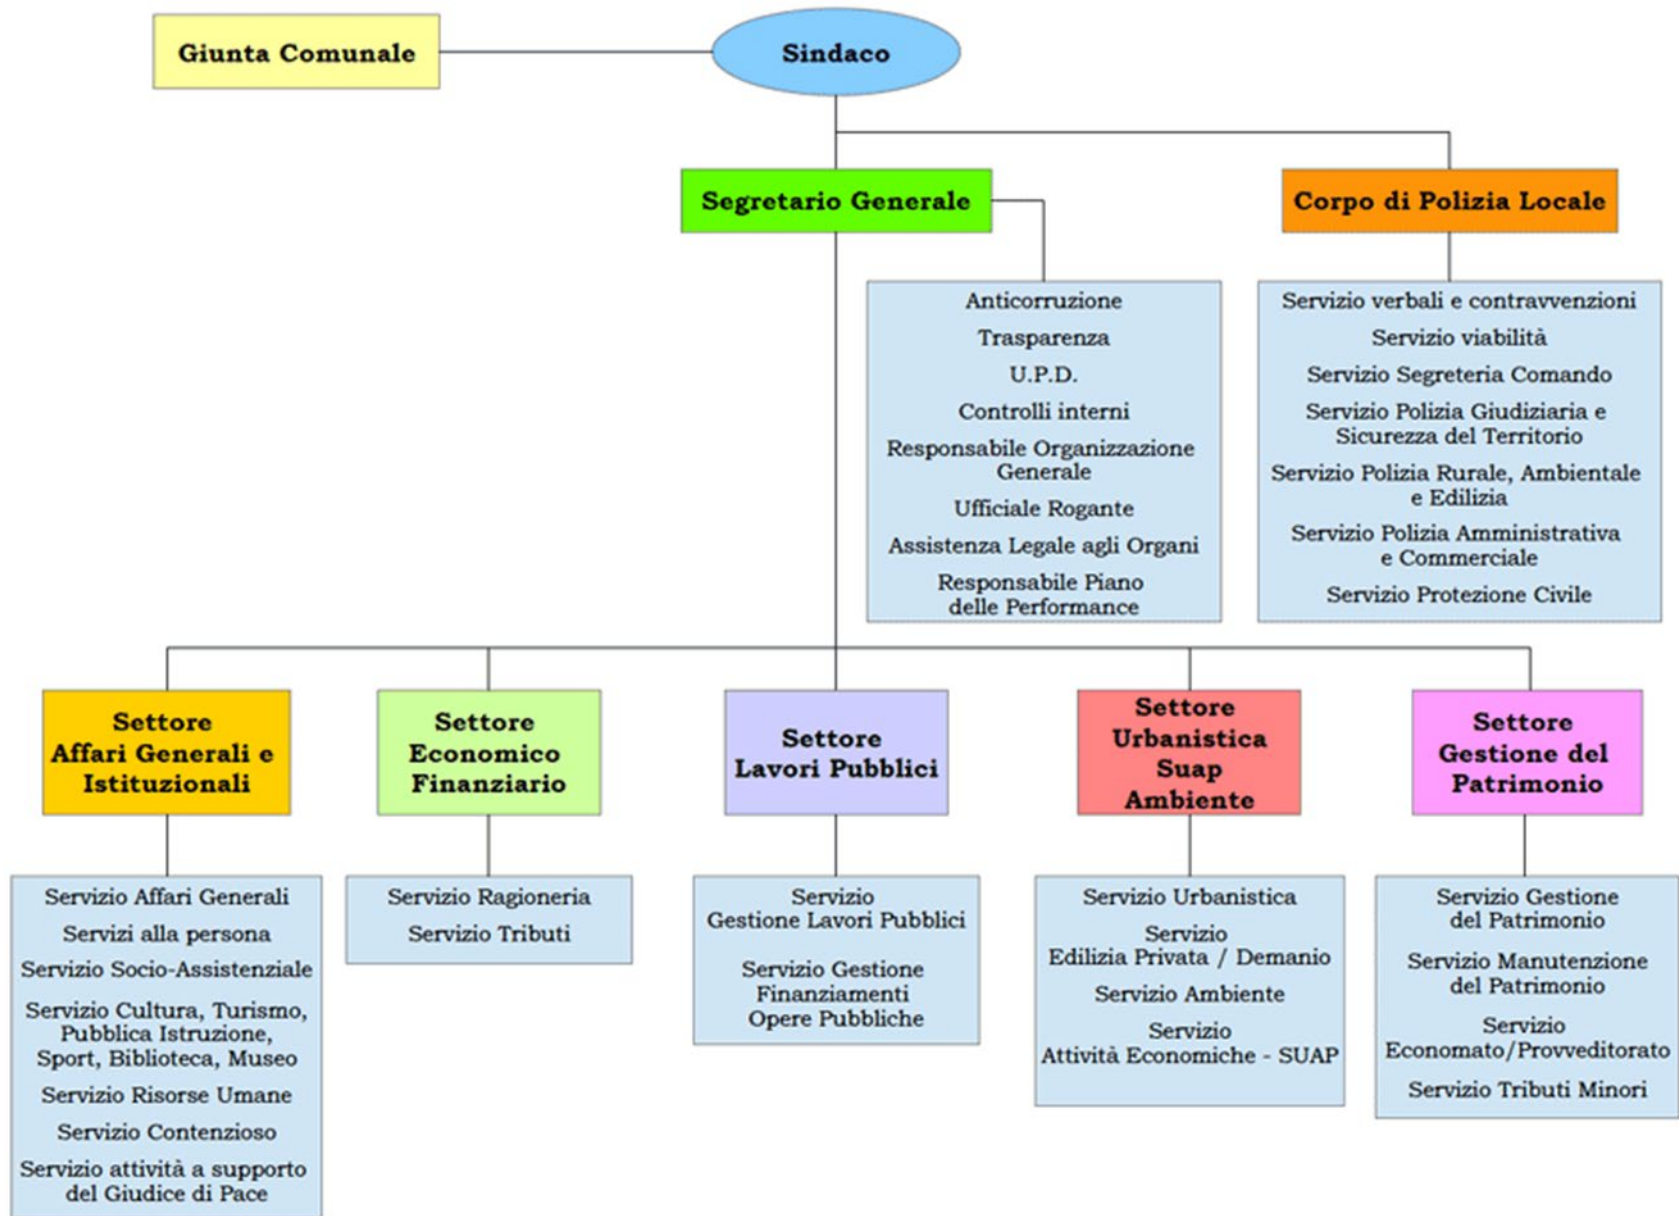 Giunta Comunale
Sindaco
Segretario Generale
Corpo di Polizia Locale
Anticorruzione
Trasparenza
U.P.D.
Controlli interni
Responsabile Organizzazione
Generale
Ufficiale Rogante
Assistenza Legale agli Organi
Responsabile Piano
delle Performance
Servizio verbali e contravvenzioni
Servizio viabilità
Servizio Segreteria Comando
Servizio Polizia Giudiziaria e
Sicurezza del Territorio
Servizio Polizia Rurale, Ambientale
e Edilizia
Servizio Polizia Amministrativa
e Commerciale
Servizio Protezione Civile
Settore
Affari Generali e
Istituzionali
Settore
Economico
Finanziario
Settore
Lavori Pubblici
Settore
Urbanistica
Suap
Ambiente
Settore
Gestione del
Patrimonio
Servizio Affari Generali
Servizi alla persona
Servizio Socio-Assistenziale
Servizio Cultura, Turismo,
Pubblica Istruzione,
Sport, Biblioteca, Museo
Servizio Risorse Umane
Servizio Contenzioso
Servizio attività a supporto
del Giudice di Pace
Servizio Ragioneria
Servizio Tributi
Servizio
Gestione Lavori Pubblici
Servizio Gestione
Finanziamenti
Opere Pubbliche
Servizio Urbanistica
Servizio
Edilizia Privata / Demanio
Servizio Ambiente
Servizio
Attività Economiche - SUAP
Servizio Gestione
del Patrimonio
Servizio Manutenzione
del Patrimonio
Servizio
Economato/Provveditorato
Servizio Tributi Minori